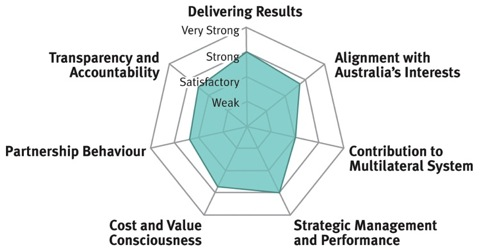 Delivering Results
Very Strong
Strong
Satisfactory
Weak
Transparency and
Accountability
Alignment with
Australia's Interests
Partnership Behaviour
Contribution to
Multilateral System
Cost and Value
Consciousness
Strategic Management
and Performance